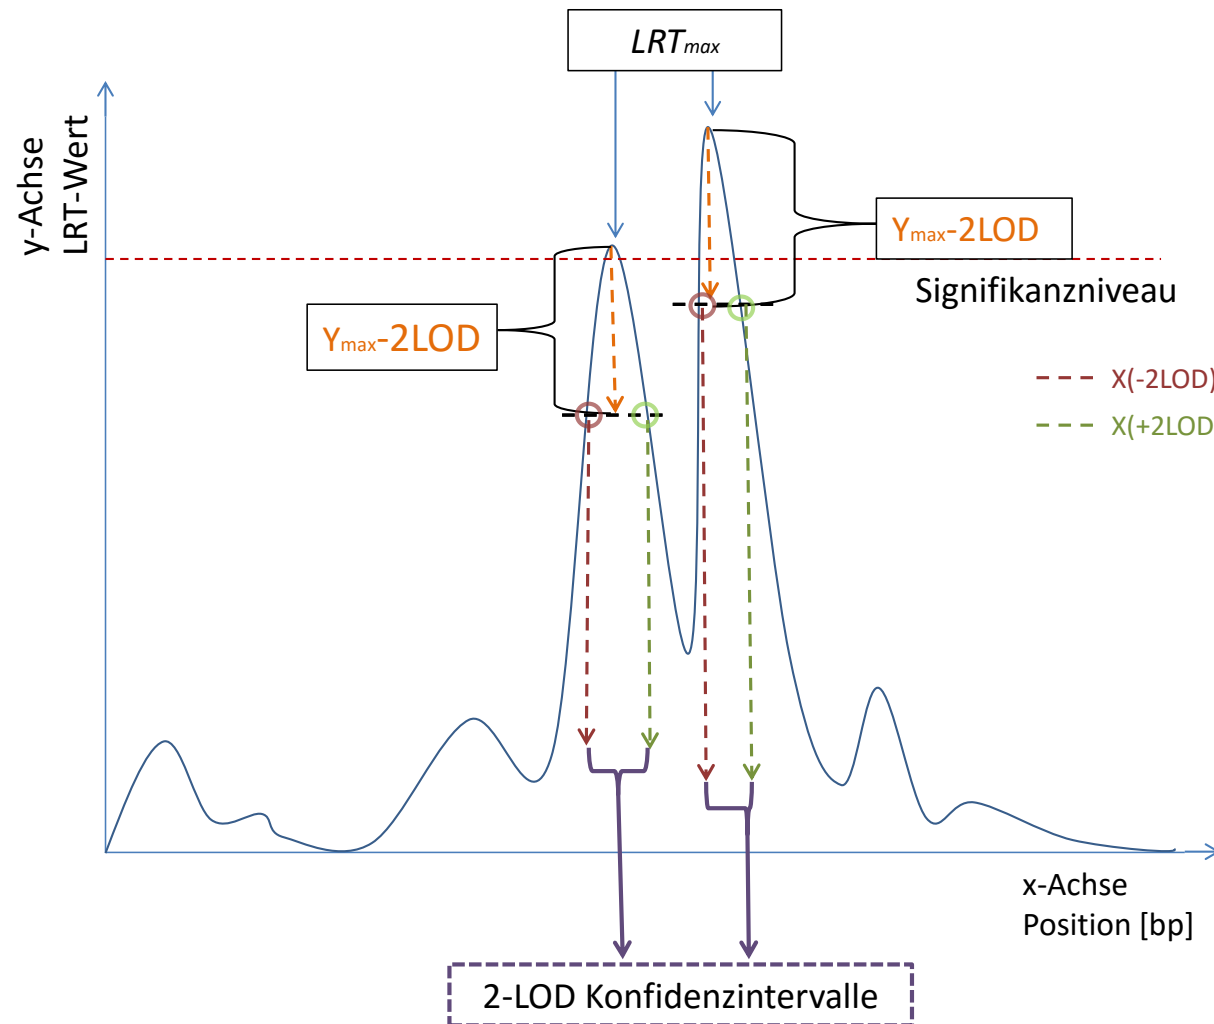 LRTmax
y-Achse
LRT-Wert
Ymax-2LOD
Signifikanzniveau
Ymax-2LOD
X(-2LOD)
X(+2LOD
x-Achse
Position [bp]
2-LOD Konfidenzintervalle